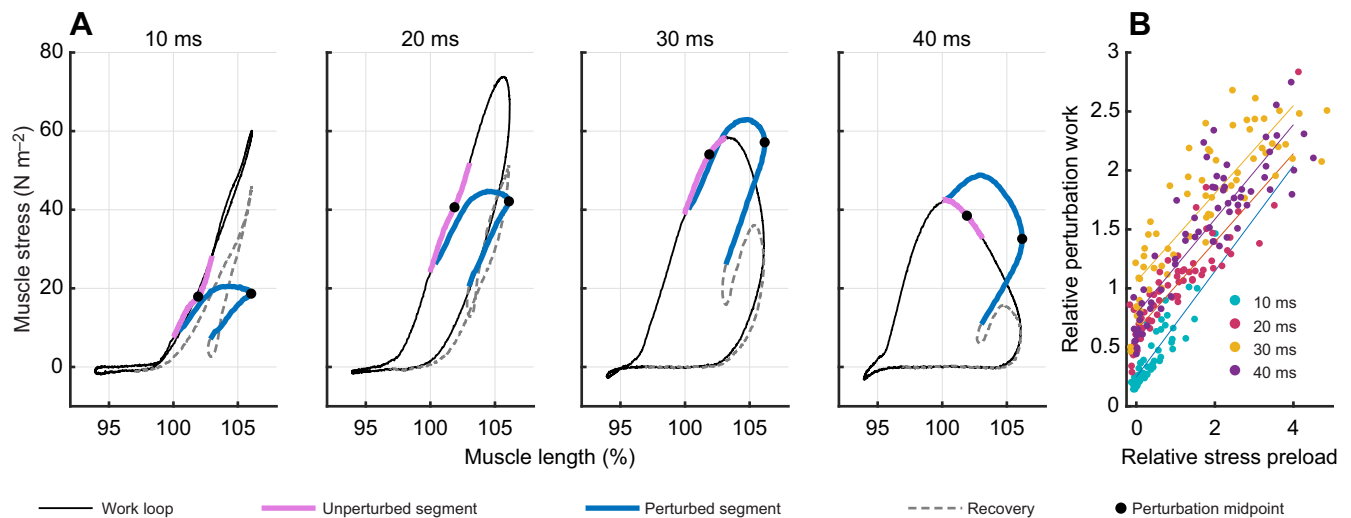 A
B
10 ms
20 ms
30 ms
40 ms
Muscle stress (N m–2)
80
60
40
20
0
95 100 105
95 100 105
95 100 105
95 100 105
Muscle length (%)
Relative perturbation work
3
2.5
2
1.5
1
0.5
0
10 ms
20 ms
30 ms
40 ms
0 2 4
Relative stress preload
Work loop
Unperturbed segment
Perturbed segment
Recovery
Perturbation midpoint